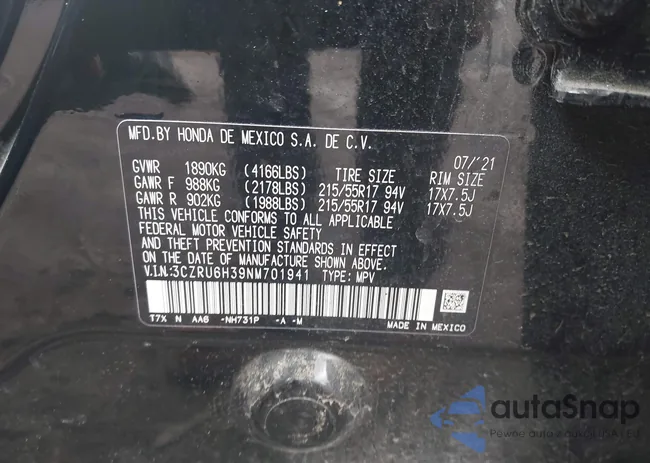 MFD.BY HONDA DE MEXICO S.A. DE C.V.
07/'21
GVWR 1890KG (4166LBS) TIRE SIZE RIM SIZE
GAWR F 988KG (2178LBS) 215/55R17 94V 17X7.5J
GAWR R 902KG (1988LBS) 215/55R17 94V 17X7.5J
THIS VEHICLE CONFORMS TO ALL APPLICABLE
FEDERAL MOTOR VEHICLE SAFETY
AND THEFT PREVENTION STANDARDS IN EFFECT
ON THE DATE OF MANUFACTURE SHOWN ABOVE.
V.I.N:3CZRU6H39NM701941 TYPE: MPV
T7X N AA6 -NH731P -A -M
MADE IN MEXICO
autaSnap
Pewne auto z